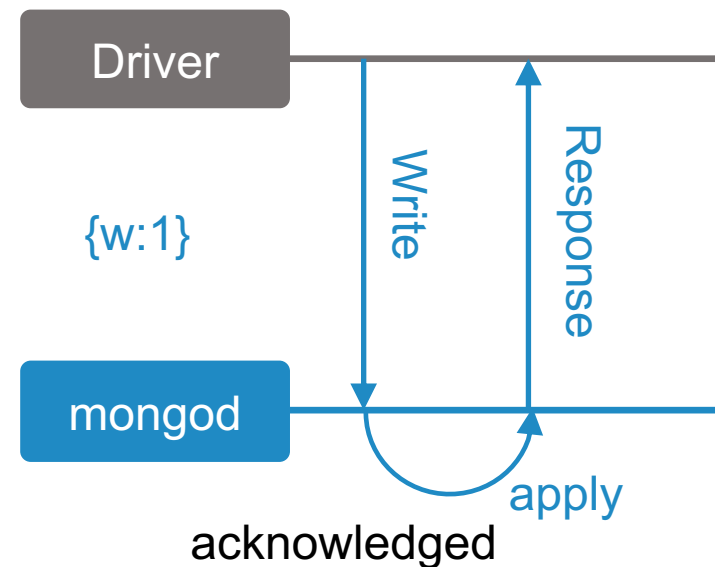 Driver
Write
Response
{w:1}
mongod
apply
acknowledged